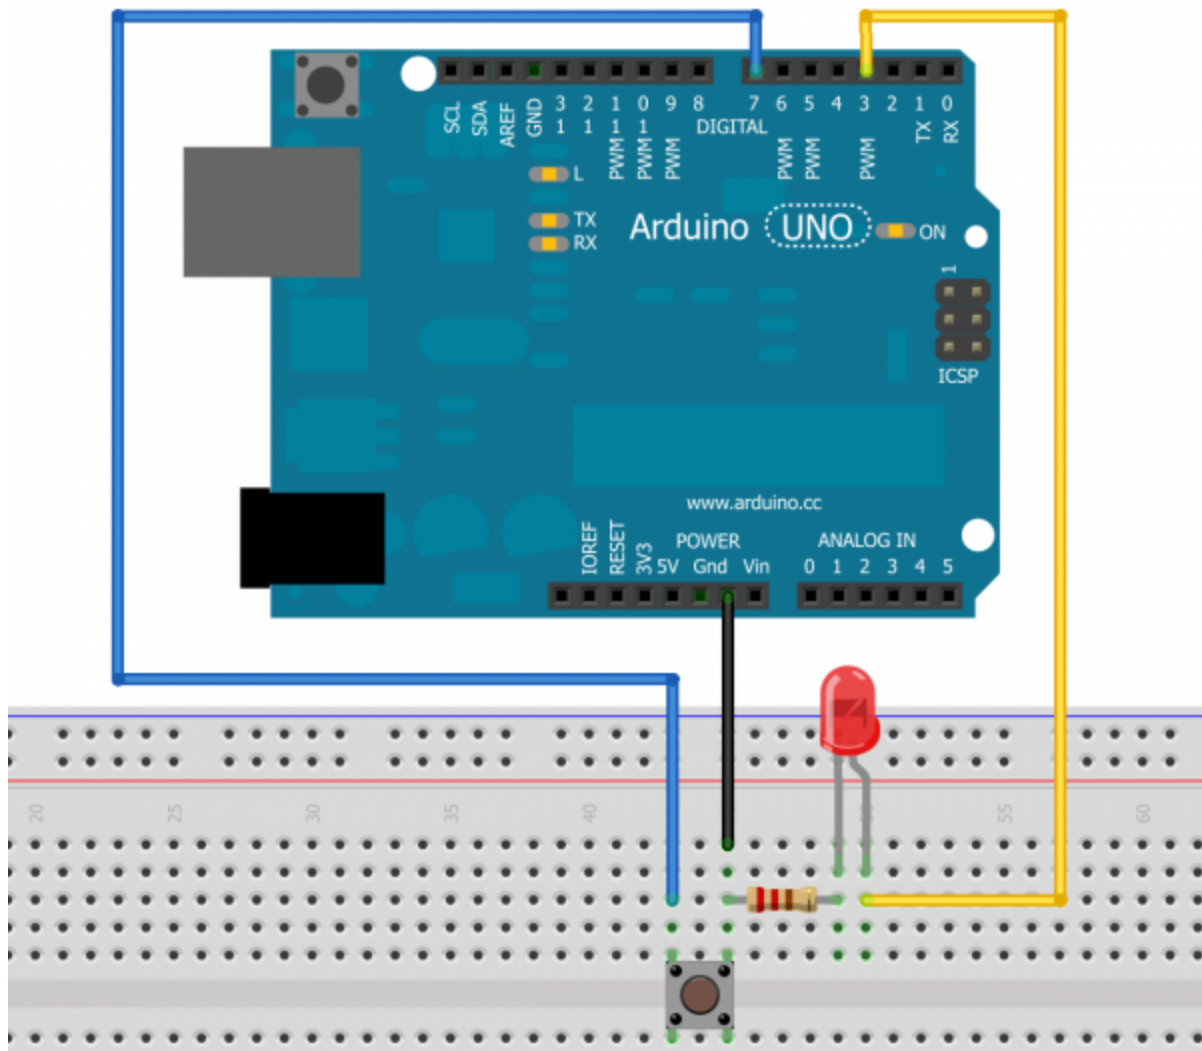 SCL SDA AREF GND 13 12 PWM 11 PWM 10 PWM 9 8 7 PWM 6 PWM 5 4 PWM 3 2 TX 1 RX 0
DIGITAL
L
TX
RX
Arduino UNO ON
1
ICSP
www.arduino.cc
POWER ANALOG IN
IOREF RESET 3V3 5V Gnd Vin 0 1 2 3 4 5
20 25 30 35 40 55 60